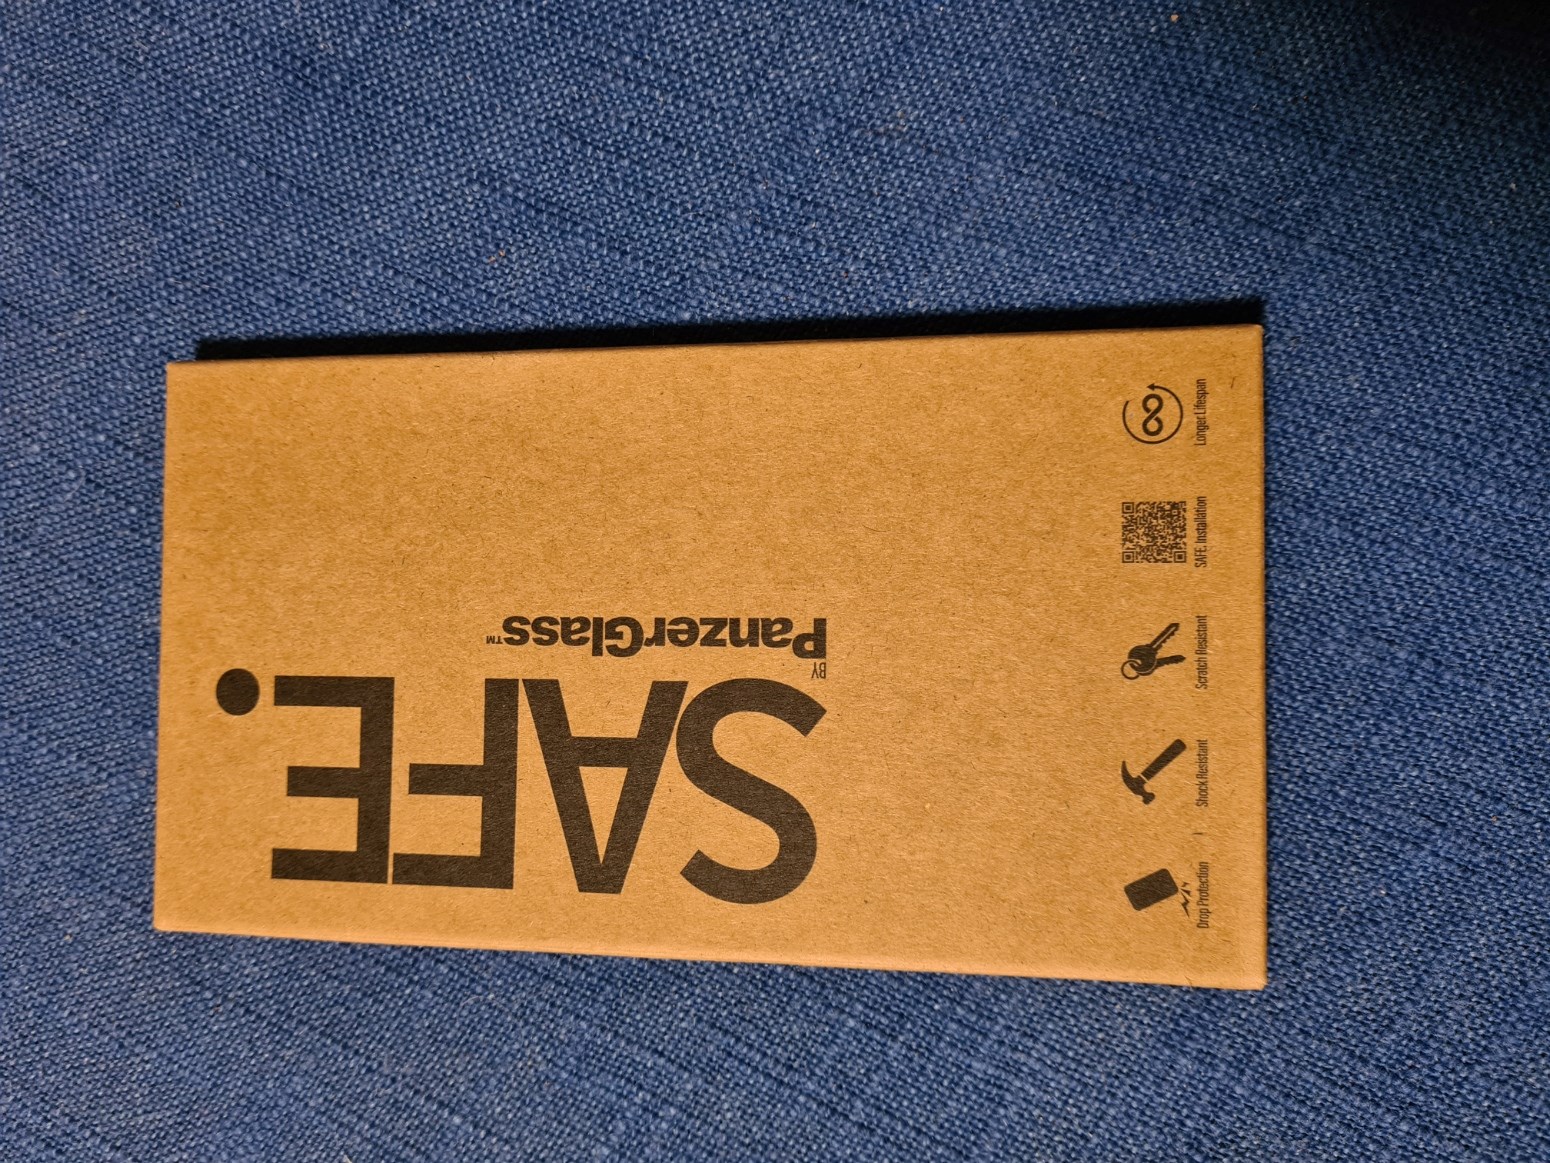 SAFE.
BY
PanzerGlass™
Drop Protection
Shock Resistant
Scratch Resistant
SAFE. Installation
Longer Lifespan